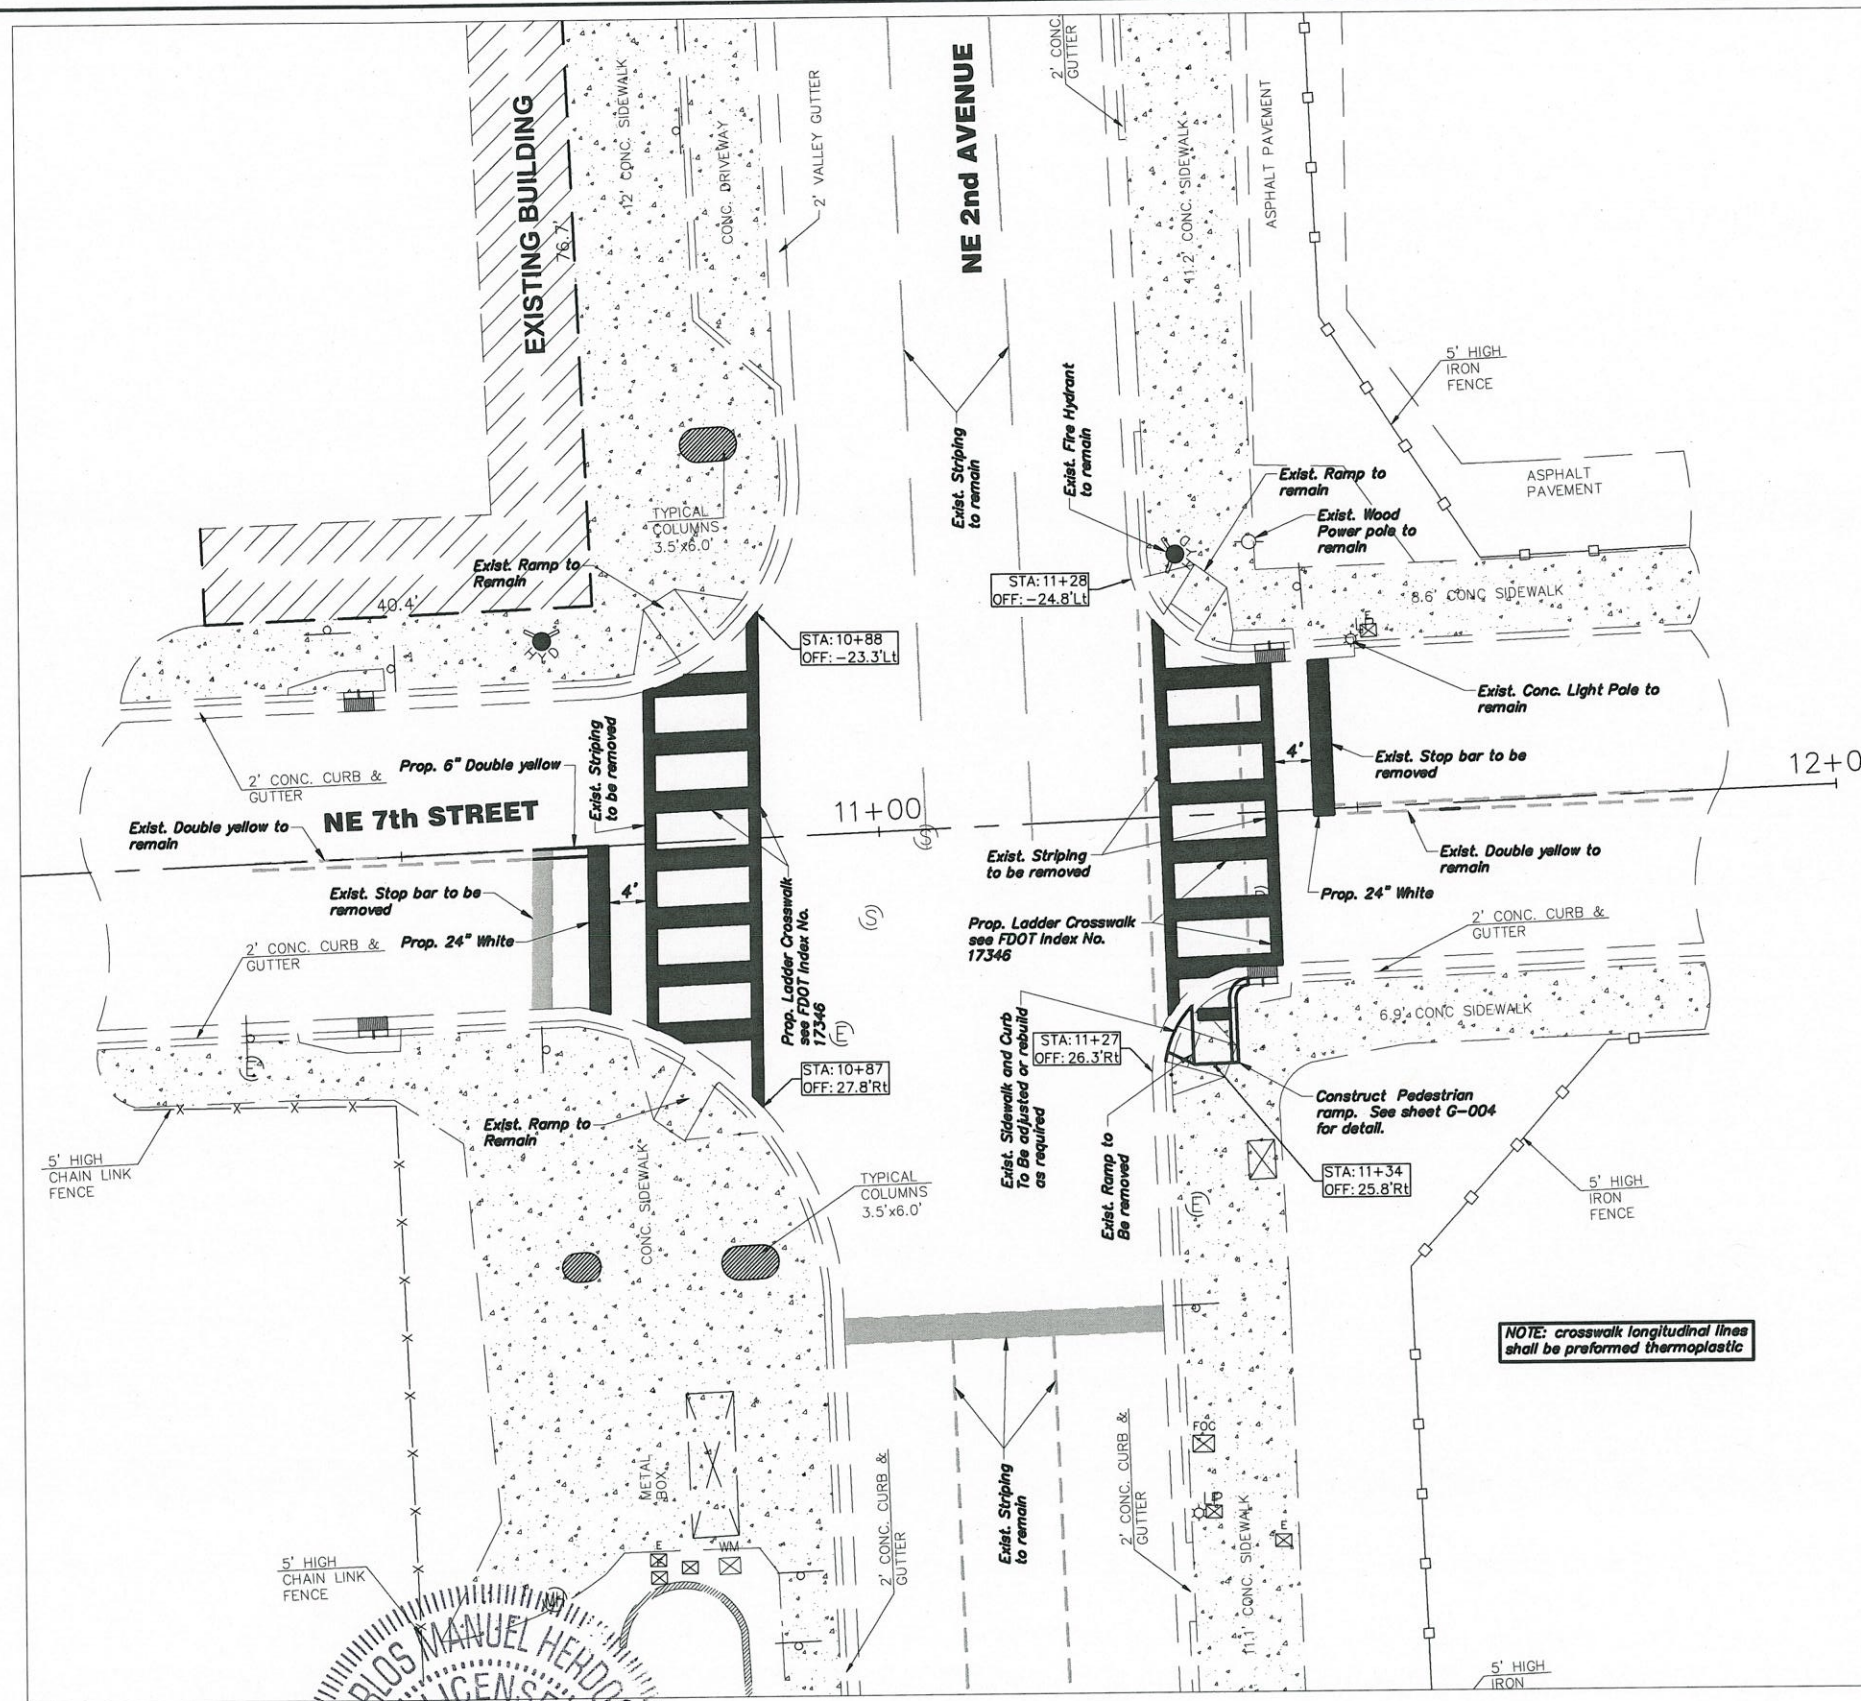 EXISTING BUILDING
76.7'
12' CONC. SIDEWALK
CONC. DRIVEWAY
2' VALLEY GUTTER
NE 2nd AVENUE
2' CONC.
GUTTER
11.2' CONC. SIDEWALK
ASPHALT PAVEMENT
5' HIGH
IRON
FENCE
ASPHALT
PAVEMENT
Exist. Striping
to remain
Exist. Fire Hydrant
to remain
Exist. Ramp to
remain
Exist. Wood
Power pole to
remain
TYPICAL
COLUMNS
3.5'x6.0'
Exist. Ramp to
Remain
40.4'
HYD
STA: 10+88
OFF: -23.3'Lt
STA: 11+28
OFF: -24.8'Lt
8.6' CONC SIDEWALK
E
Exist. Conc. Light Pole to
remain
2' CONC. CURB &
GUTTER
Prop. 6" Double yellow
Exist. Striping
to be removed
NE 7th STREET
Exist. Double yellow to
remain
4'
Exist. Stop bar to be
removed
12+0
11+00
(S)
Exist. Striping
to be removed
Exist. Double yellow to
remain
Prop. 24" White
Exist. Stop bar to be
removed
4'
2' CONC. CURB &
GUTTER
Prop. 24" White
Prop. Ladder Crosswalk
see FDOT Index No.
17346
(S)
Prop. Ladder Crosswalk
see FDOT Index No.
17346
2' CONC. CURB &
GUTTER
6.9' CONC SIDEWALK
(E)
(E)
Exist. Sidewalk and Curb
To Be adjusted or rebuild
as required
STA: 11+27
OFF: 26.3'Rt
STA: 10+87
OFF: 27.8'Rt
Construct Pedestrian
ramp. See sheet G-004
for detail.
Exist. Ramp to
Be removed
Exist. Ramp to
Remain
5' HIGH
CHAIN LINK
FENCE
CONC. SIDEWALK
TYPICAL
COLUMNS
3.5'x6.0'
STA: 11+34
OFF: 25.8'Rt
(E)
5' HIGH
IRON
FENCE
NOTE: crosswalk longitudinal lines
shall be preformed thermoplastic
METAL
BOX
Exist. Striping
to remain
2' CONC. CURB &
GUTTER
2' CONC. CURB &
GUTTER
FOC
E
11.1' CONC. SIDEWALK
E
WM
5' HIGH
CHAIN LINK
FENCE
MH
RLOS MANUEL HERDO
LICENSE
5' HIGH
IRON